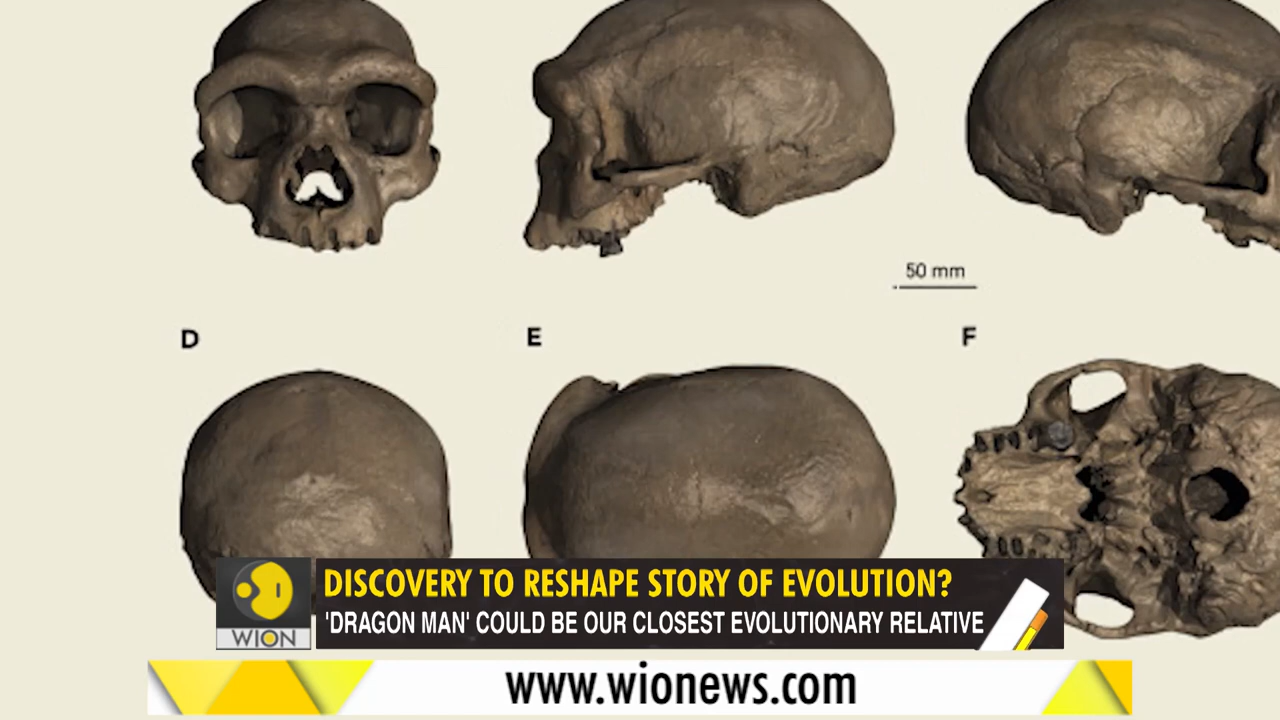 50 mm
D
E
F
DISCOVERY TO RESHAPE STORY OF EVOLUTION?
'DRAGON MAN' COULD BE OUR CLOSEST EVOLUTIONARY RELATIVE
WION
www.wionews.com